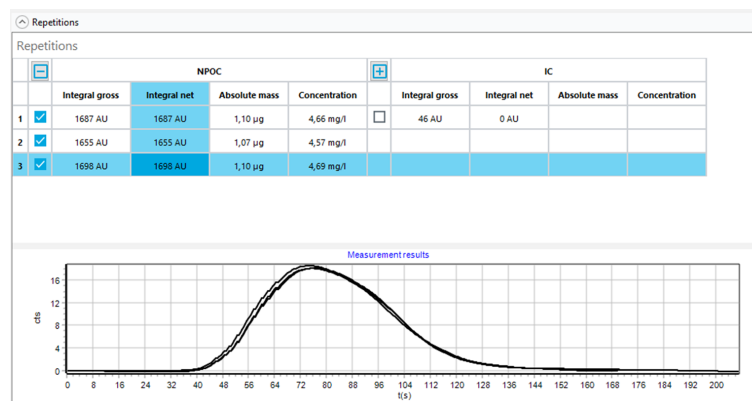 Repetitions
Repetitions
NPOC IC
Integral gross Integral net Absolute mass Concentration Integral gross Integral net Absolute mass Concentration
1 1687 AU 1687 AU 1,10 µg 4,66 mg/l 46 AU 0 AU
2 1655 AU 1655 AU 1,07 µg 4,57 mg/l
3 1698 AU 1698 AU 1,10 µg 4,69 mg/l
Measurement results
16
12
cts
8
4
0
0 8 16 24 32 40 48 56 64 72 80 88 96 104 112 120 128 136 144 152 160 168 176 184 192 200
t(s)